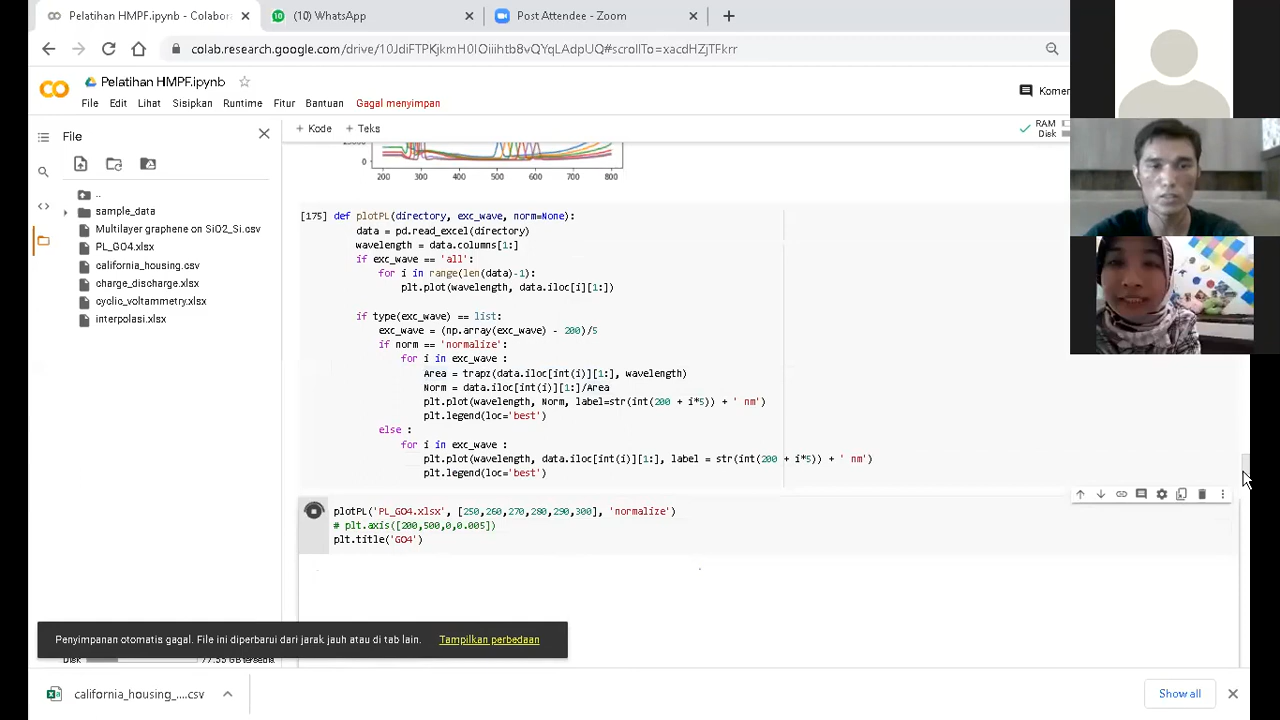 Pelatihan HMPF.ipynb - Colabor
(10) WhatsApp
Post Attendee - Zoom
colab.research.google.com/drive/10JdiFTPKjkmH0IOiiihtb8vQYqLAdpUQ#scrollTo=xacdHZjTFkrr
Pelatihan HMPF.ipynb
File Edit Lihat Sisipkan Runtime Fitur Bantuan Gagal menyimpan
Komen
File
+ Kode + Teks
RAM
Disk
..
sample_data
Multilayer graphene on SiO2_Si.csv
PL_GO4.xlsx
california_housing.csv
charge_discharge.xlsx
cyclic_voltammetry.xlsx
interpolasi.xlsx
0
200 300 400 500 600 700 800
[175] def plotPL(directory, exc_wave, norm=None):
data = pd.read_excel(directory)
wavelength = data.columns[1:]
if exc_wave == 'all':
for i in range(len(data)-1):
plt.plot(wavelength, data.iloc[i][1:])
if type(exc_wave) == list:
exc_wave = (np.array(exc_wave) - 200)/5
if norm == 'normalize':
for i in exc_wave :
Area = trapz(data.iloc[int(i)][1:], wavelength)
Norm = data.iloc[int(i)][1:]/Area
plt.plot(wavelength, Norm, label=str(int(200 + i*5)) + ' nm')
plt.legend(loc='best')
else :
for i in exc_wave :
plt.plot(wavelength, data.iloc[int(i)][1:], label = str(int(200 + i*5)) + ' nm')
plt.legend(loc='best')
plotPL('PL_GO4.xlsx', [250,260,270,280,290,300], 'normalize')
# plt.axis([200,500,0,0.005])
plt.title('GO4')
Penyimpanan otomatis gagal. File ini diperbarui dari jarak jauh atau di tab lain. Tampilkan perbedaan
Disk 77.55 GB tersedia
california_housing_....csv
Show all